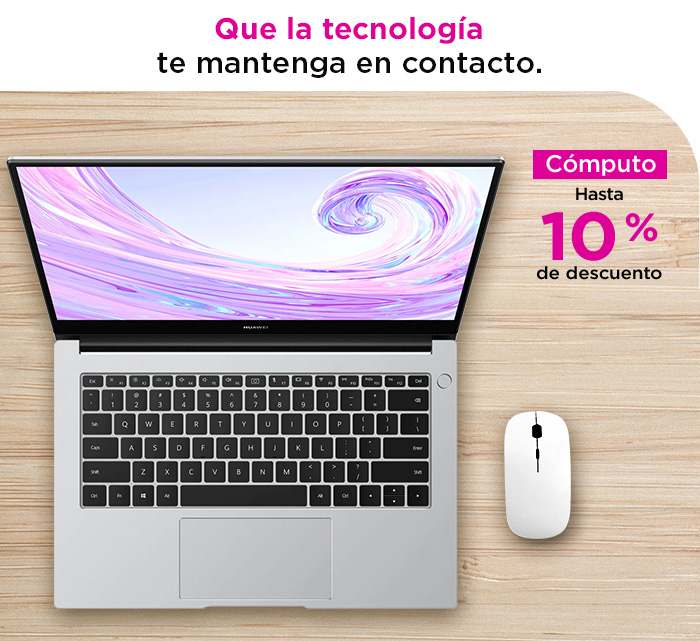 Que la tecnología
te mantenga en contacto.
Cómputo
Hasta
10%
de descuento
HUAWEI
Q W E R T Y U I O P
A S D F G H J K L
Z X C V B N M